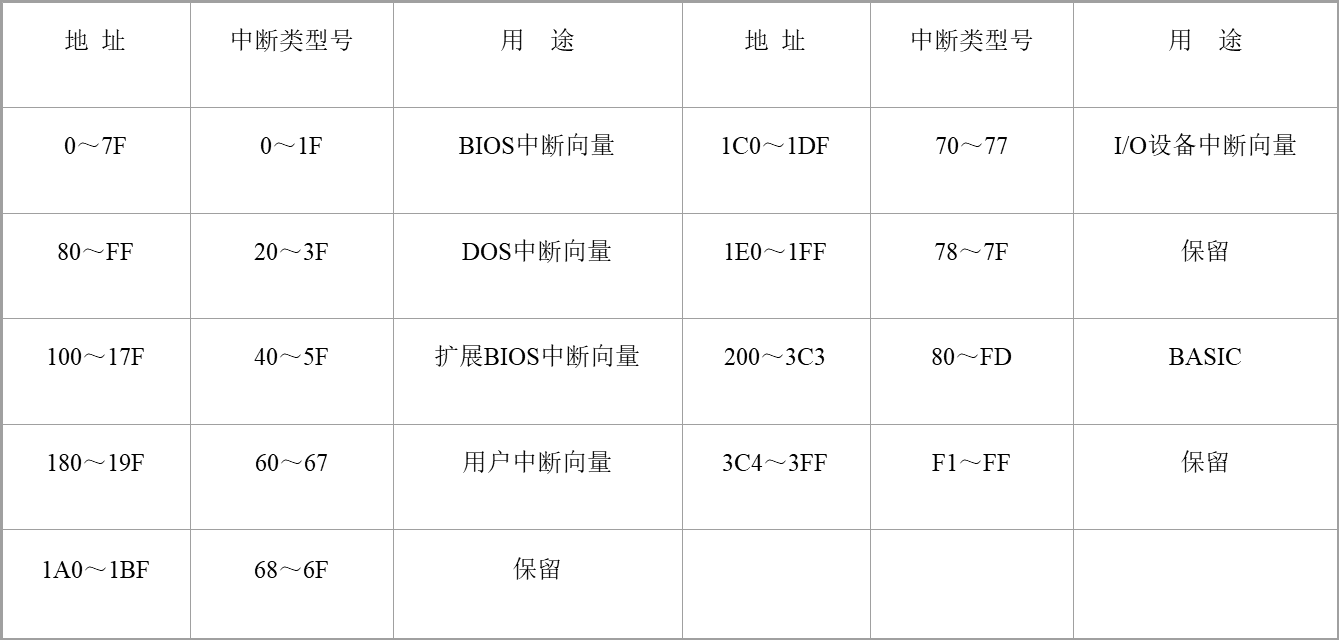 地 址 中断类型号 用 途 地 址 中断类型号 用 途
0～7F 0～1F BIOS中断向量 1C0～1DF 70～77 I/O设备中断向量
80～FF 20～3F DOS中断向量 1E0～1FF 78～7F 保留
100～17F 40～5F 扩展BIOS中断向量 200～3C3 80～FD BASIC
180～19F 60～67 用户中断向量 3C4～3FF F1～FF 保留
1A0～1BF 68～6F 保留